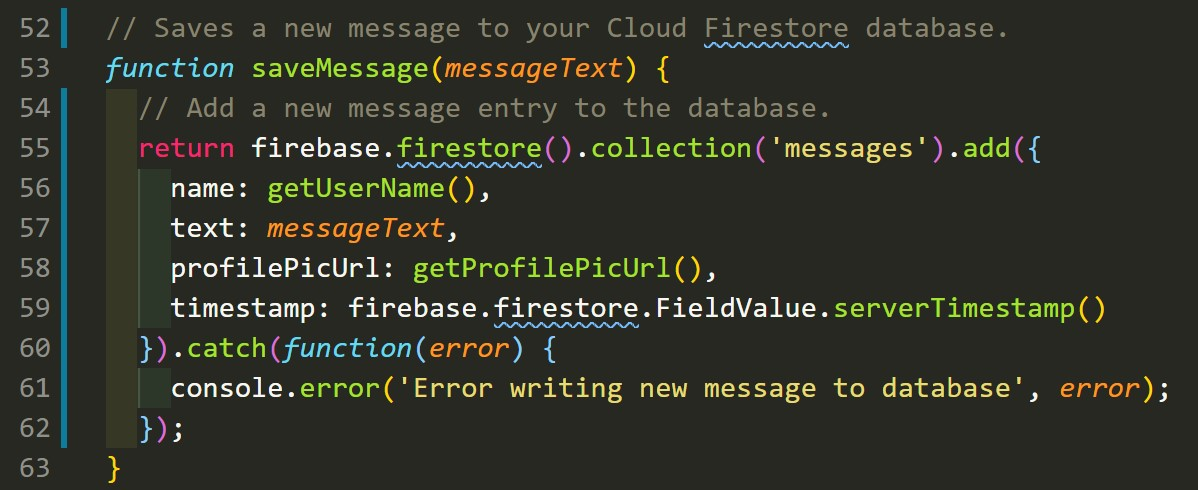 52 // Saves a new message to your Cloud Firestore database.
53 function saveMessage(messageText) {
54 // Add a new message entry to the database.
55 return firebase.firestore().collection('messages').add({
56 name: getUserName(),
57 text: messageText,
58 profilePicUrl: getProfilePicUrl(),
59 timestamp: firebase.firestore.FieldValue.serverTimestamp()
60 }).catch(function(error) {
61 console.error('Error writing new message to database', error);
62 });
63 }